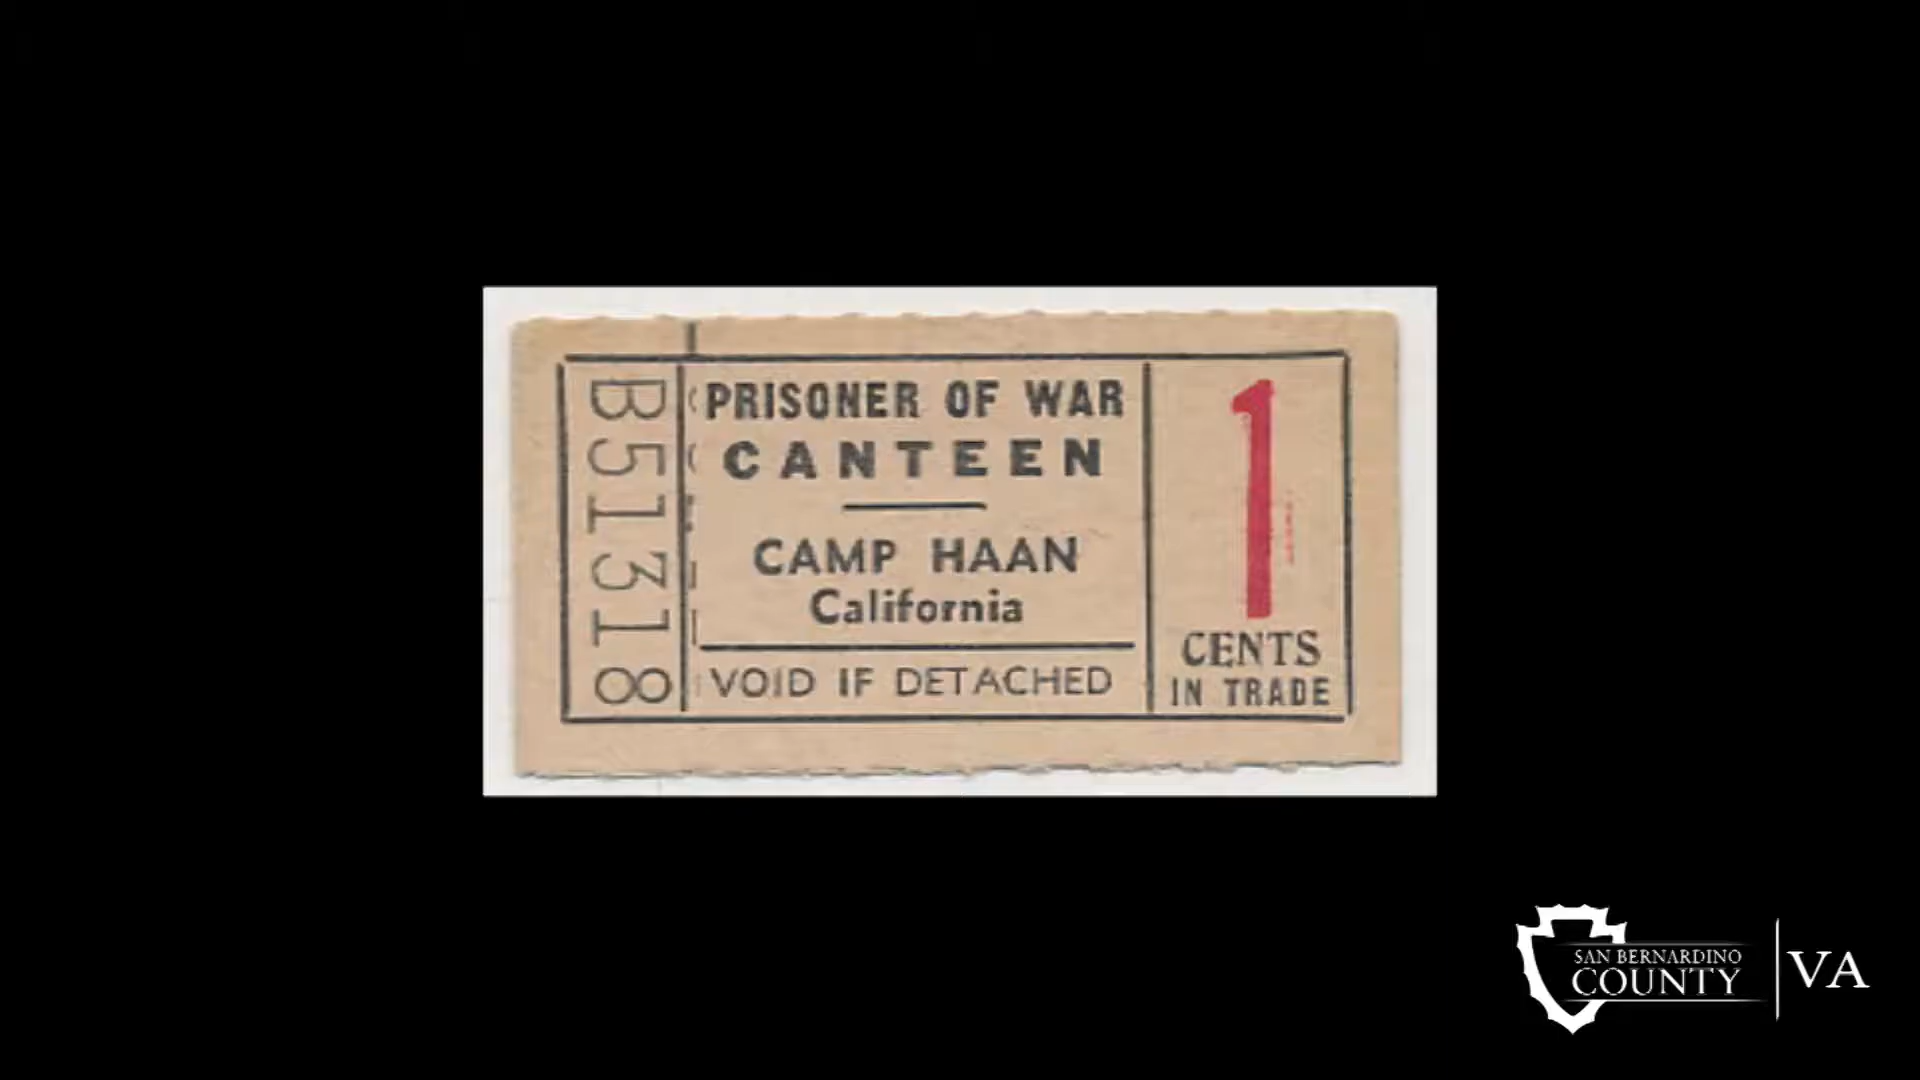 B51318
PRISONER OF WAR
CANTEEN
CAMP HAAN
California
VOID IF DETACHED
1
CENTS
IN TRADE
SAN BERNARDINO
COUNTY
VA